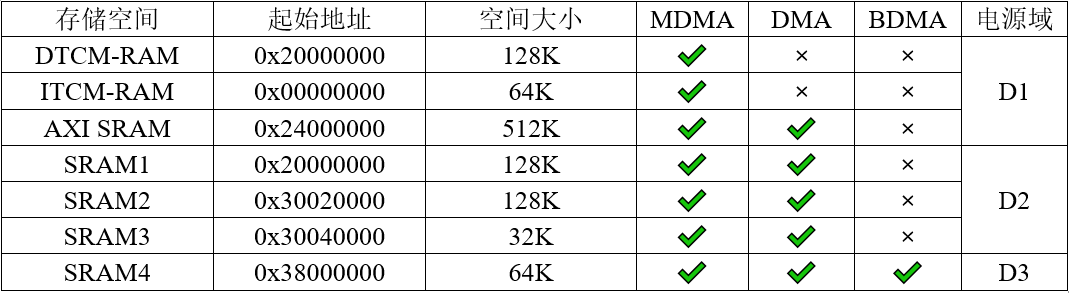 存储空间 起始地址 空间大小 MDMA DMA BDMA 电源域
DTCM-RAM 0x20000000 128K ✔ × × D1
ITCM-RAM 0x00000000 64K ✔ × ×
AXI SRAM 0x24000000 512K ✔ ✔ ×
SRAM1 0x20000000 128K ✔ ✔ × D2
SRAM2 0x30020000 128K ✔ ✔ ×
SRAM3 0x30040000 32K ✔ ✔ ×
SRAM4 0x38000000 64K ✔ ✔ ✔ D3